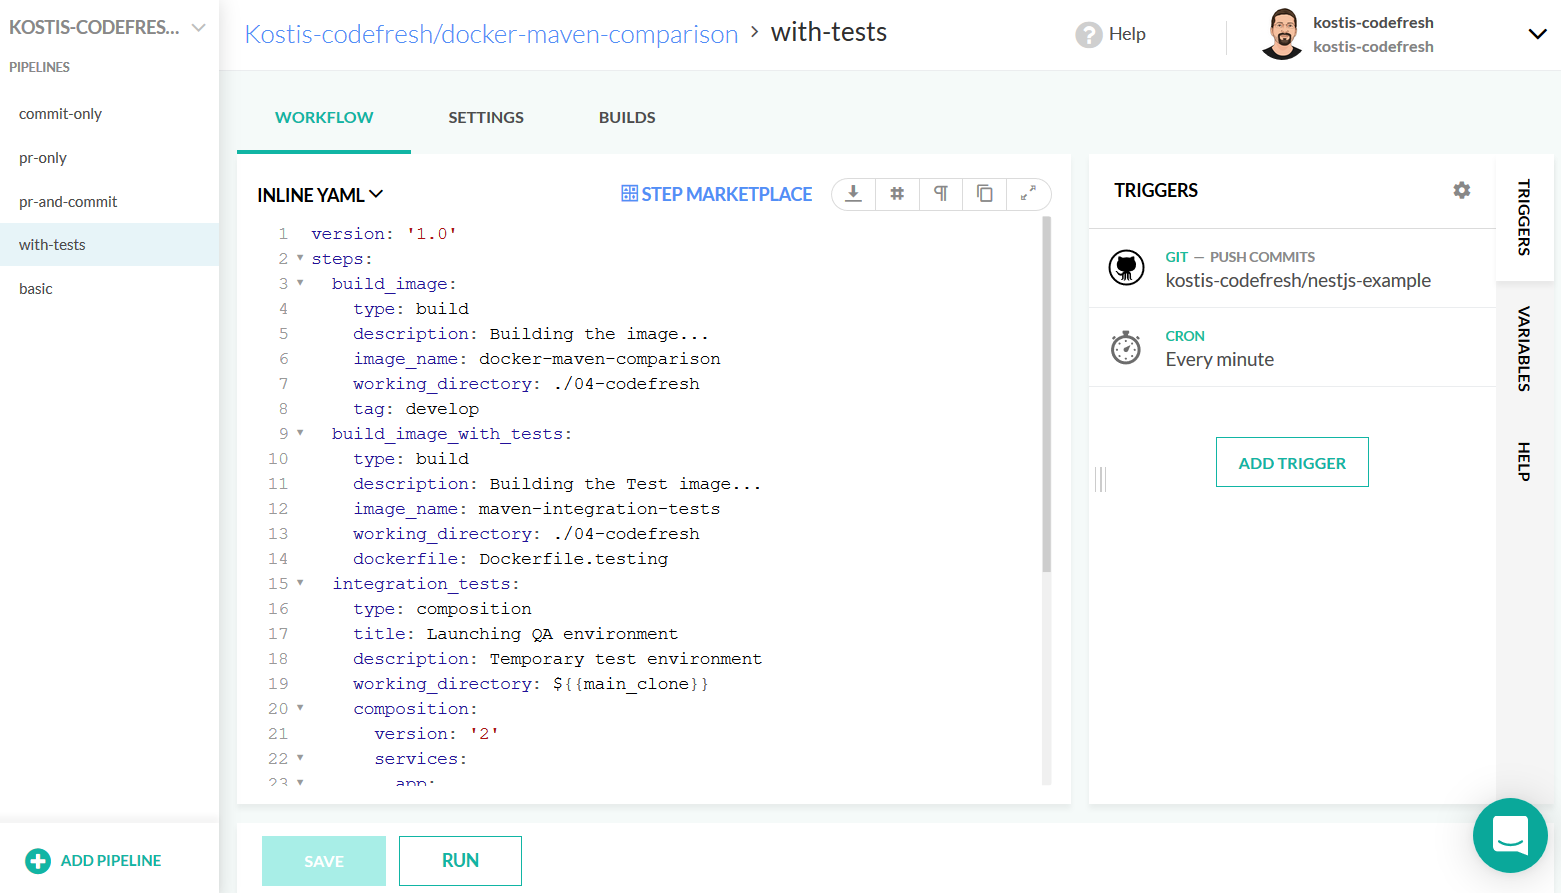 KOSTIS-CODEFRES...
PIPELINES
commit-only
pr-only
pr-and-commit
with-tests
basic
ADD PIPELINE
Kostis-codefresh/docker-maven-comparison > with-tests
? Help
kostis-codefresh
kostis-codefresh
WORKFLOW SETTINGS BUILDS
INLINE YAML
STEP MARKETPLACE
1 version: '1.0'
2 steps:
3 build_image:
4 type: build
5 description: Building the image...
6 image_name: docker-maven-comparison
7 working_directory: ./04-codefresh
8 tag: develop
9 build_image_with_tests:
10 type: build
11 description: Building the Test image...
12 image_name: maven-integration-tests
13 working_directory: ./04-codefresh
14 dockerfile: Dockerfile.testing
15 integration_tests:
16 type: composition
17 title: Launching QA environment
18 description: Temporary test environment
19 working_directory: ${{main_clone}}
20 composition:
21 version: '2'
22 services:
23 app:
SAVE RUN
TRIGGERS
GIT — PUSH COMMITS
kostis-codefresh/nestjs-example
CRON
Every minute
ADD TRIGGER
TRIGGERS
VARIABLES
HELP